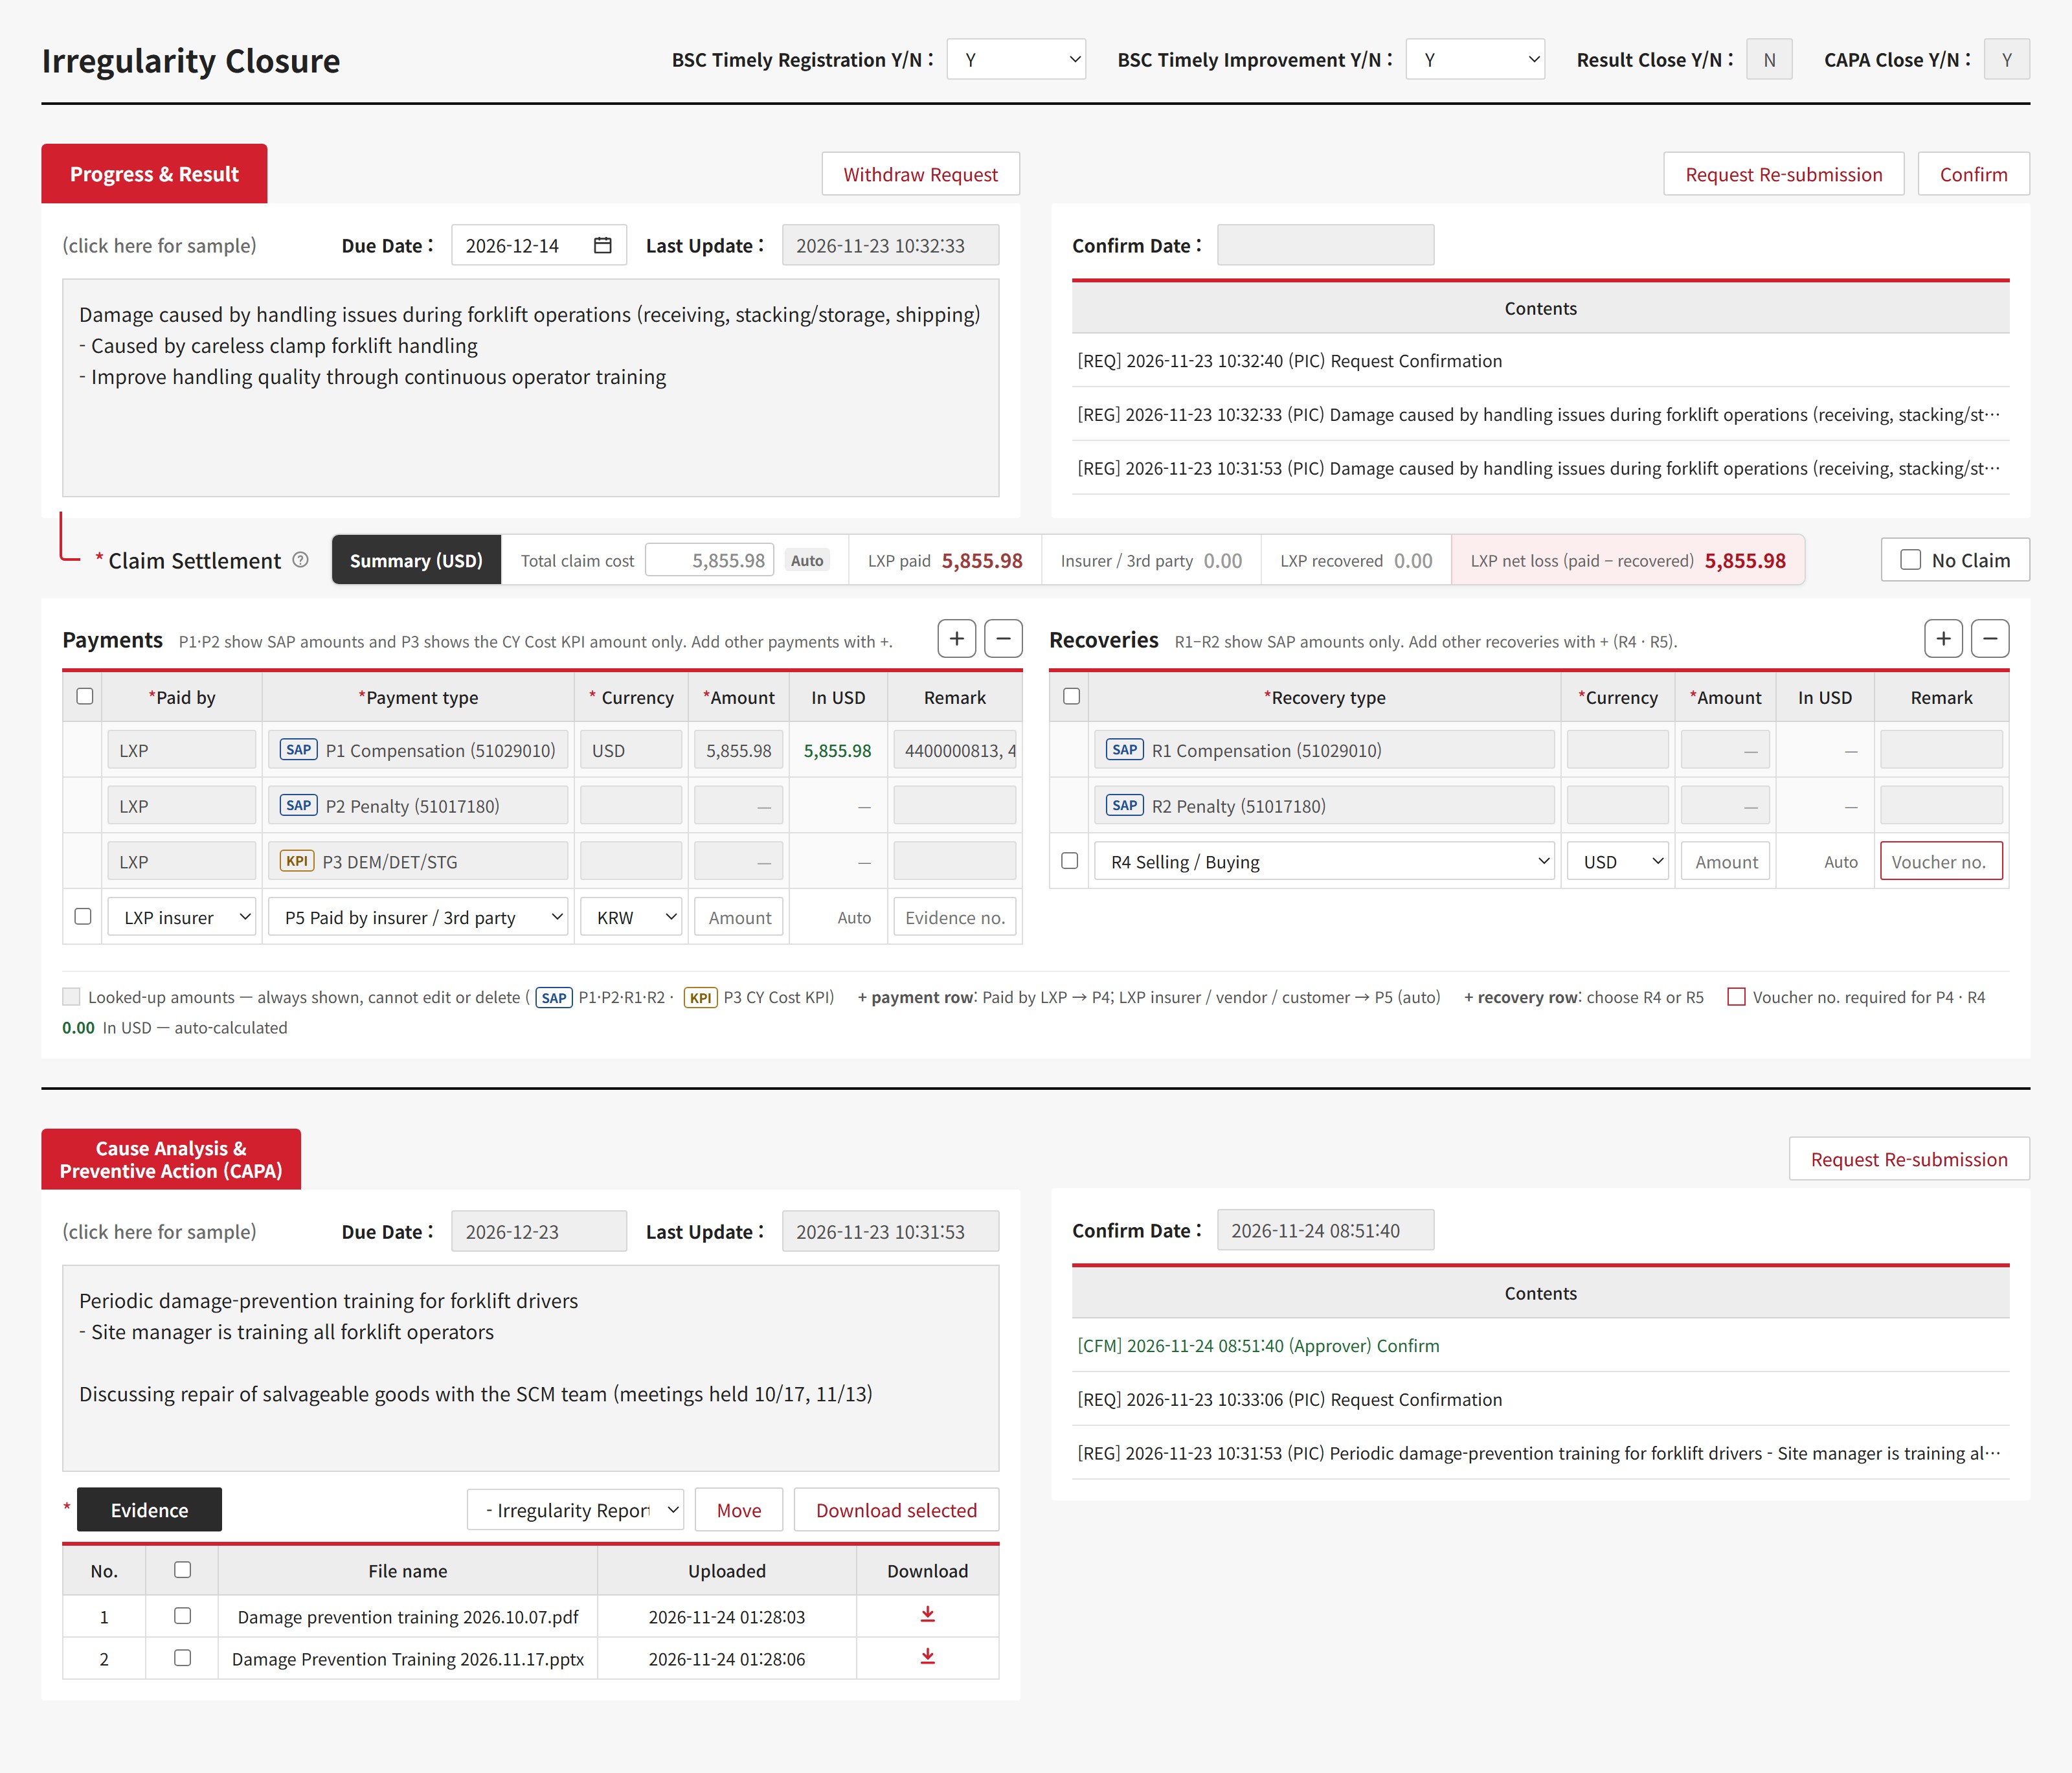 Irregularity Closure
BSC Timely Registration Y/N :
Y
BSC Timely Improvement Y/N :
Y
Result Close Y/N :
N
CAPA Close Y/N :
Y
Progress & Result
Withdraw Request
Request Re-submission
Confirm
(click here for sample)
Due Date :
2026-12-14
Last Update :
2026-11-23 10:32:33
Damage caused by handling issues during forklift operations (receiving, stacking/storage, shipping)
- Caused by careless clamp forklift handling
- Improve handling quality through continuous operator training
Confirm Date :
Contents
[REQ] 2026-11-23 10:32:40 (PIC) Request Confirmation
[REG] 2026-11-23 10:32:33 (PIC) Damage caused by handling issues during forklift operations (receiving, stacking/st···
[REG] 2026-11-23 10:31:53 (PIC) Damage caused by handling issues during forklift operations (receiving, stacking/st···
* Claim Settlement ?
Summary (USD)
Total claim cost 5,855.98 Auto
LXP paid 5,855.98
Insurer / 3rd party 0.00
LXP recovered 0.00
LXP net loss (paid − recovered) 5,855.98
No Claim
Payments P1·P2 show SAP amounts and P3 shows the CY Cost KPI amount only. Add other payments with +.
+ −
*Paid by *Payment type * Currency *Amount In USD Remark
LXP SAP P1 Compensation (51029010) USD 5,855.98 5,855.98 4400000813, 4
LXP SAP P2 Penalty (51017180) — —
LXP KPI P3 DEM/DET/STG — —
LXP insurer P5 Paid by insurer / 3rd party KRW Amount Auto Evidence no.
Recoveries R1–R2 show SAP amounts only. Add other recoveries with + (R4 · R5).
+ −
*Recovery type *Currency *Amount In USD Remark
SAP R1 Compensation (51029010) — —
SAP R2 Penalty (51017180) — —
R4 Selling / Buying USD Amount Auto Voucher no.
Looked-up amounts — always shown, cannot edit or delete ( SAP P1·P2·R1·R2 · KPI P3 CY Cost KPI) + payment row: Paid by LXP → P4; LXP insurer / vendor / customer → P5 (auto) + recovery row: choose R4 or R5 Voucher no. required for P4 · R4
0.00 In USD — auto-calculated
Cause Analysis &
Preventive Action (CAPA)
Request Re-submission
(click here for sample)
Due Date :
2026-12-23
Last Update :
2026-11-23 10:31:53
Periodic damage-prevention training for forklift drivers
- Site manager is training all forklift operators
Discussing repair of salvageable goods with the SCM team (meetings held 10/17, 11/13)
Confirm Date :
2026-11-24 08:51:40
Contents
[CFM] 2026-11-24 08:51:40 (Approver) Confirm
[REQ] 2026-11-23 10:33:06 (PIC) Request Confirmation
[REG] 2026-11-23 10:31:53 (PIC) Periodic damage-prevention training for forklift drivers - Site manager is training al···
* Evidence
- Irregularity Report
Move
Download selected
No. File name Uploaded Download
1 Damage prevention training 2026.10.07.pdf 2026-11-24 01:28:03
2 Damage Prevention Training 2026.11.17.pptx 2026-11-24 01:28:06